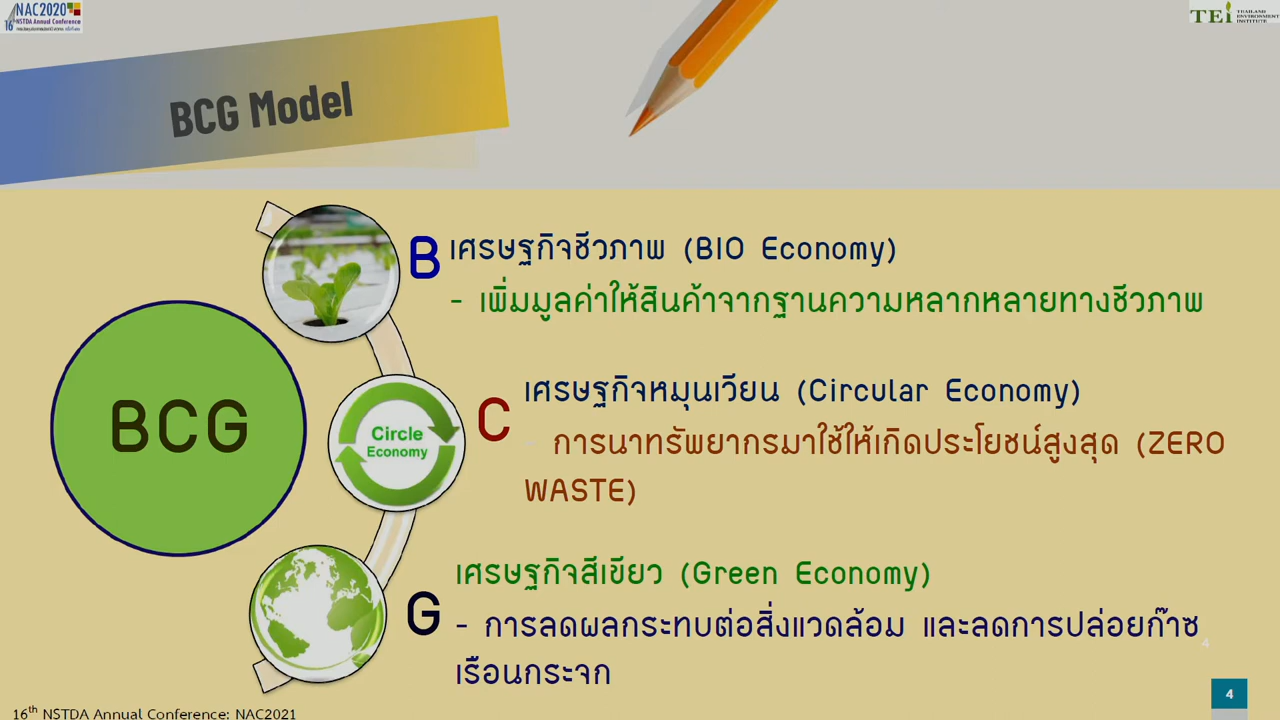 NAC2020
16th NSTDA Annual Conference
TEI THAILAND ENVIRONMENT INSTITUTE
BCG Model
BCG
B เศรษฐกิจชีวภาพ (BIO Economy)
- เพิ่มมูลค่าให้สินค้าจากฐานความหลากหลายทางชีวภาพ
Circle
Economy
C เศรษฐกิจหมุนเวียน (Circular Economy)
- การนาทรัพยากรมาใช้ให้เกิดประโยชน์สูงสุด (ZERO
WASTE)
G เศรษฐกิจสีเขียว (Green Economy)
- การลดผลกระทบต่อสิ่งแวดล้อม และลดการปล่อยก๊าซ
เรือนกระจก
4
4
16th NSTDA Annual Conference: NAC2021